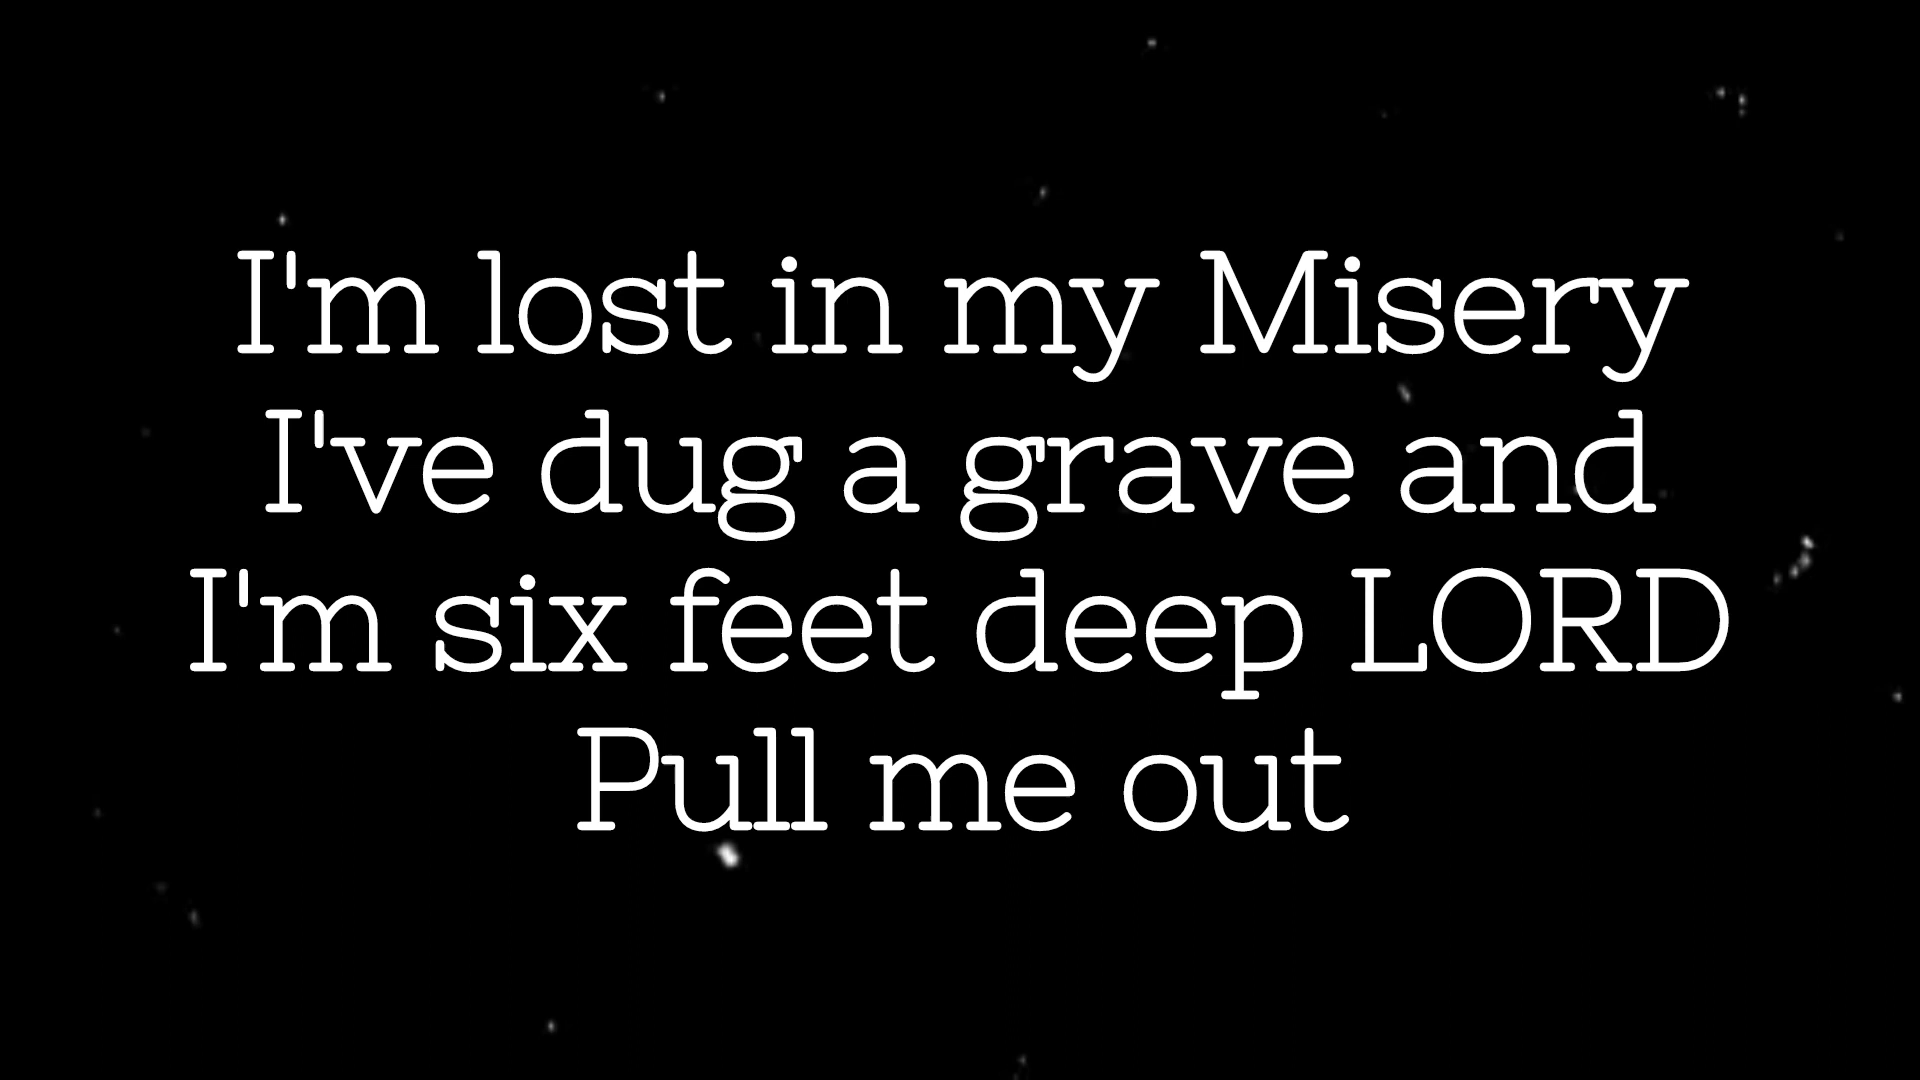 I'm lost in my Misery
I've dug a grave and
I'm six feet deep LORD
Pull me out